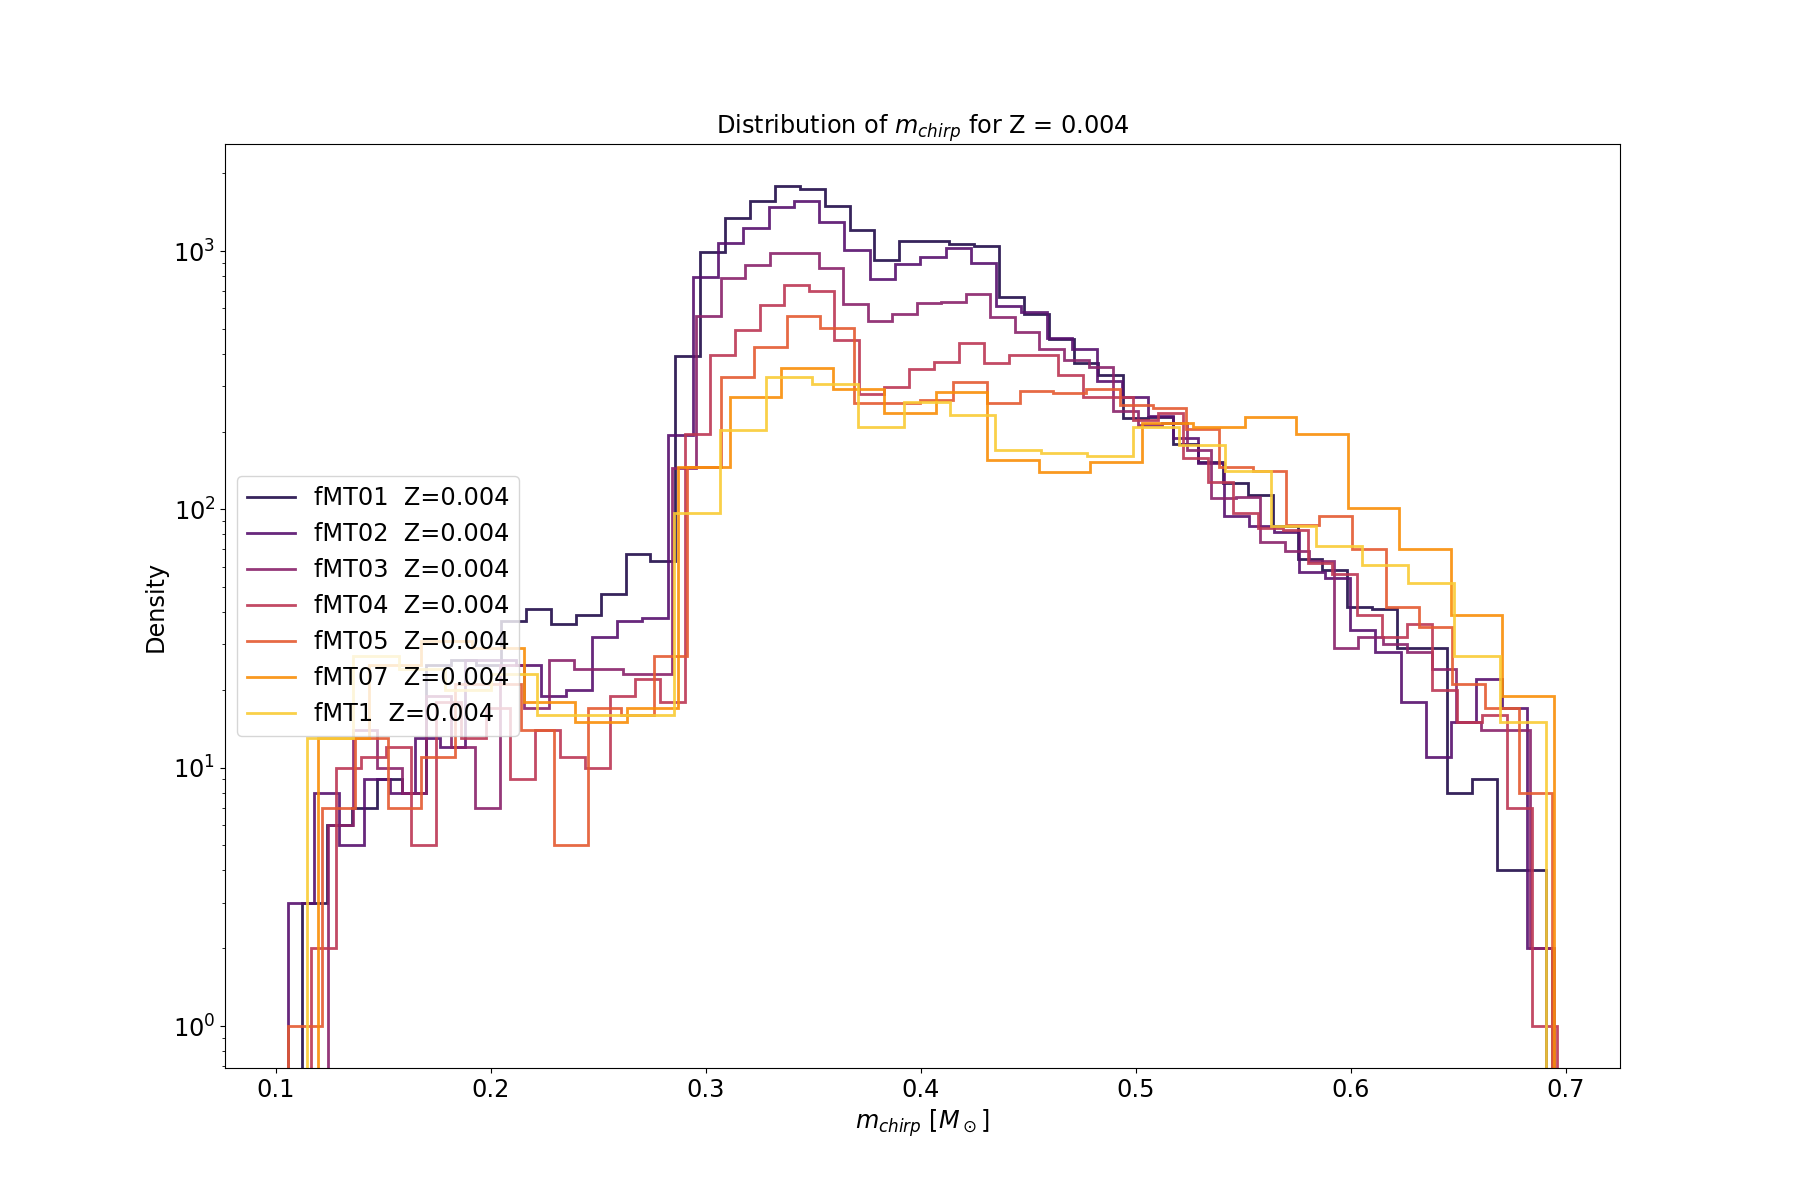 Distribution of m_chirp for Z = 0.004
Density
10^3
10^2
10^1
10^0
fMT01 Z=0.004
fMT02 Z=0.004
fMT03 Z=0.004
fMT04 Z=0.004
fMT05 Z=0.004
fMT07 Z=0.004
fMT1 Z=0.004
0.1 0.2 0.3 0.4 0.5 0.6 0.7
m_chirp [M_⊙]